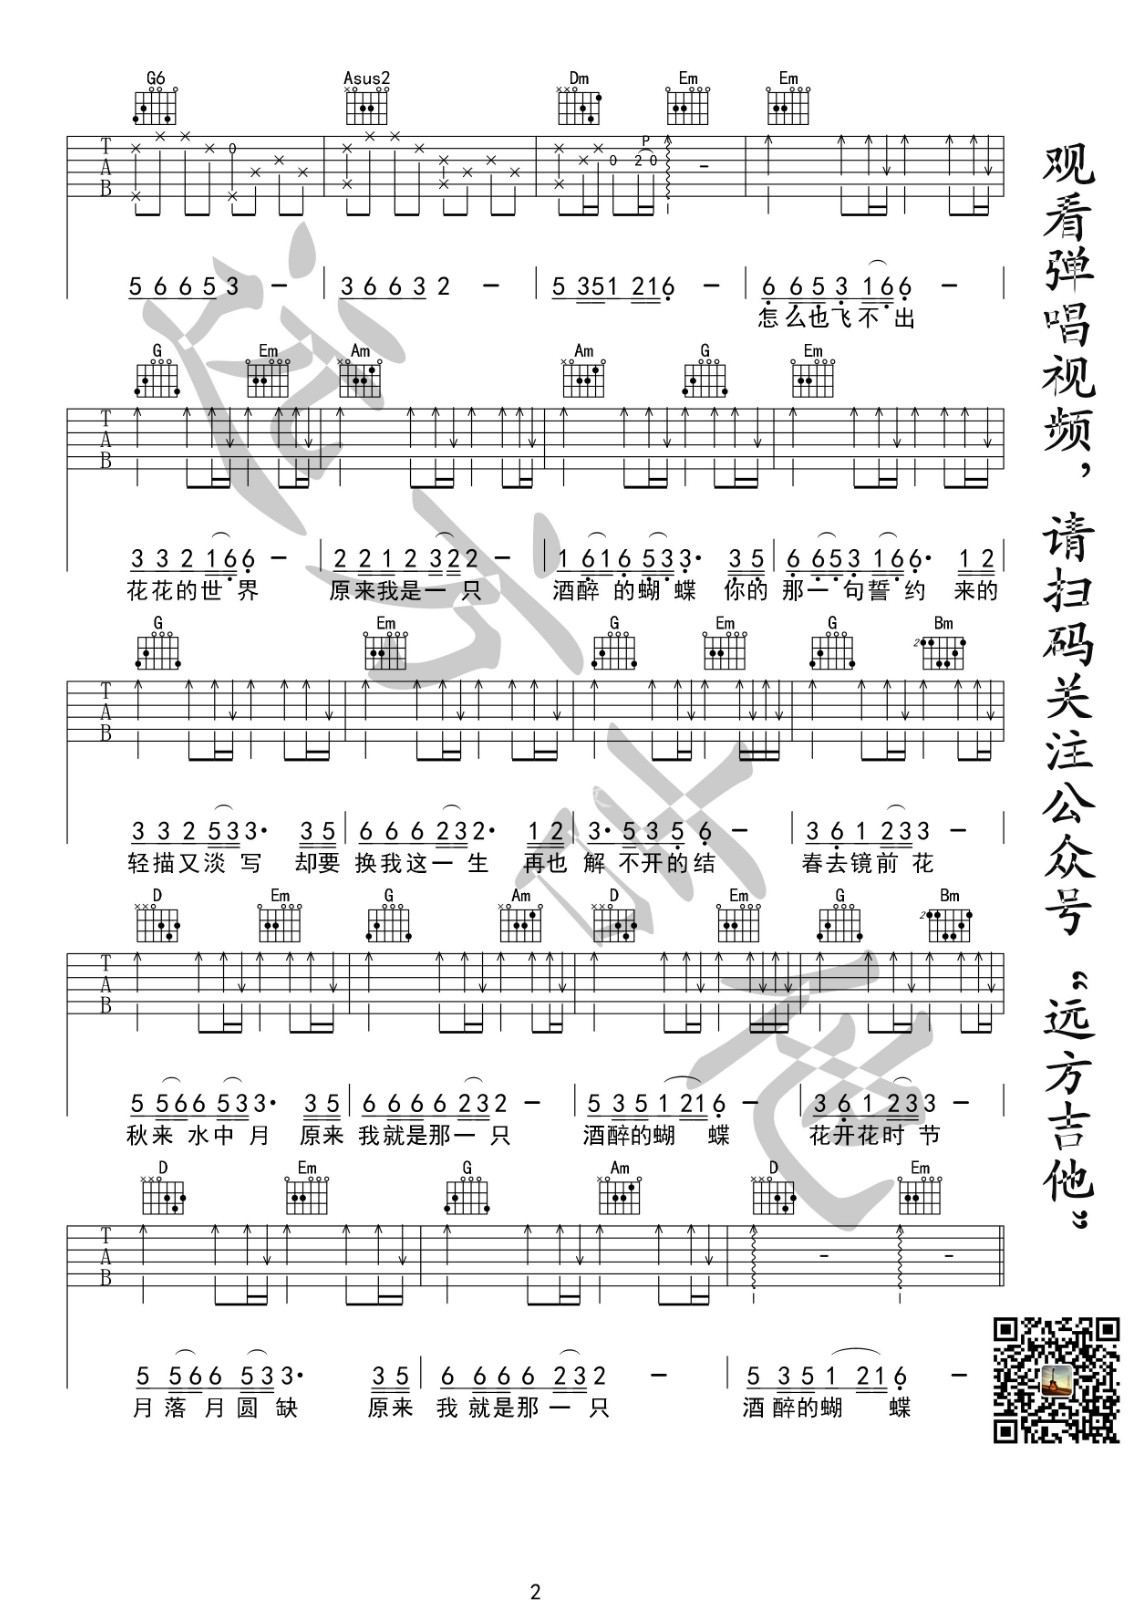 G6 Asus2 Dm Em Em
T A B 0 0 2 0 P -
5 6 6 5 3 - 3 6 6 3 2 - 5 3 5 1 2 1 6 - 6 6 5 3 1 6 6 -
怎么也飞不出
G Em Am Am G Em
T A B
3 3 2 1 6 6 - 2 2 1 2 3 2 2 - 1 6 1 6 5 3 3· 3 5 6 6 5 3 1 6 6· 1 2
花花的世界 原来我是一只 酒醉的蝴蝶 你的 那一句誓约 来的
G Em G Em G Bm
2
T A B
3 3 2 5 3 3· 3 5 6 6 6 2 3 2· 1 2 3· 5 3 5 6 - 3 6 1 2 3 3 -
轻描又淡写 却要 换我这一生 再也 解不开的结 春去镜前花
D Em G Am D Em G Bm
2
T A B
5 5 6 6 5 3 3· 3 5 6 6 6 6 2 3 2 - 5 3 5 1 2 1 6 - 3 6 1 2 3 3 -
秋来水中月 原来 我就是那一只 酒醉的蝴蝶 花开花时节
D Em G Am D Em
T A B - -
5 5 6 6 5 3 3· 3 5 6 6 6 6 2 3 2 - 5 3 5 1 2 1 6 -
月落月圆缺 原来 我就是那一只 酒醉的蝴蝶
2
观看弹唱视频，请扫码关注公众号“远方吉他”
远方吉他